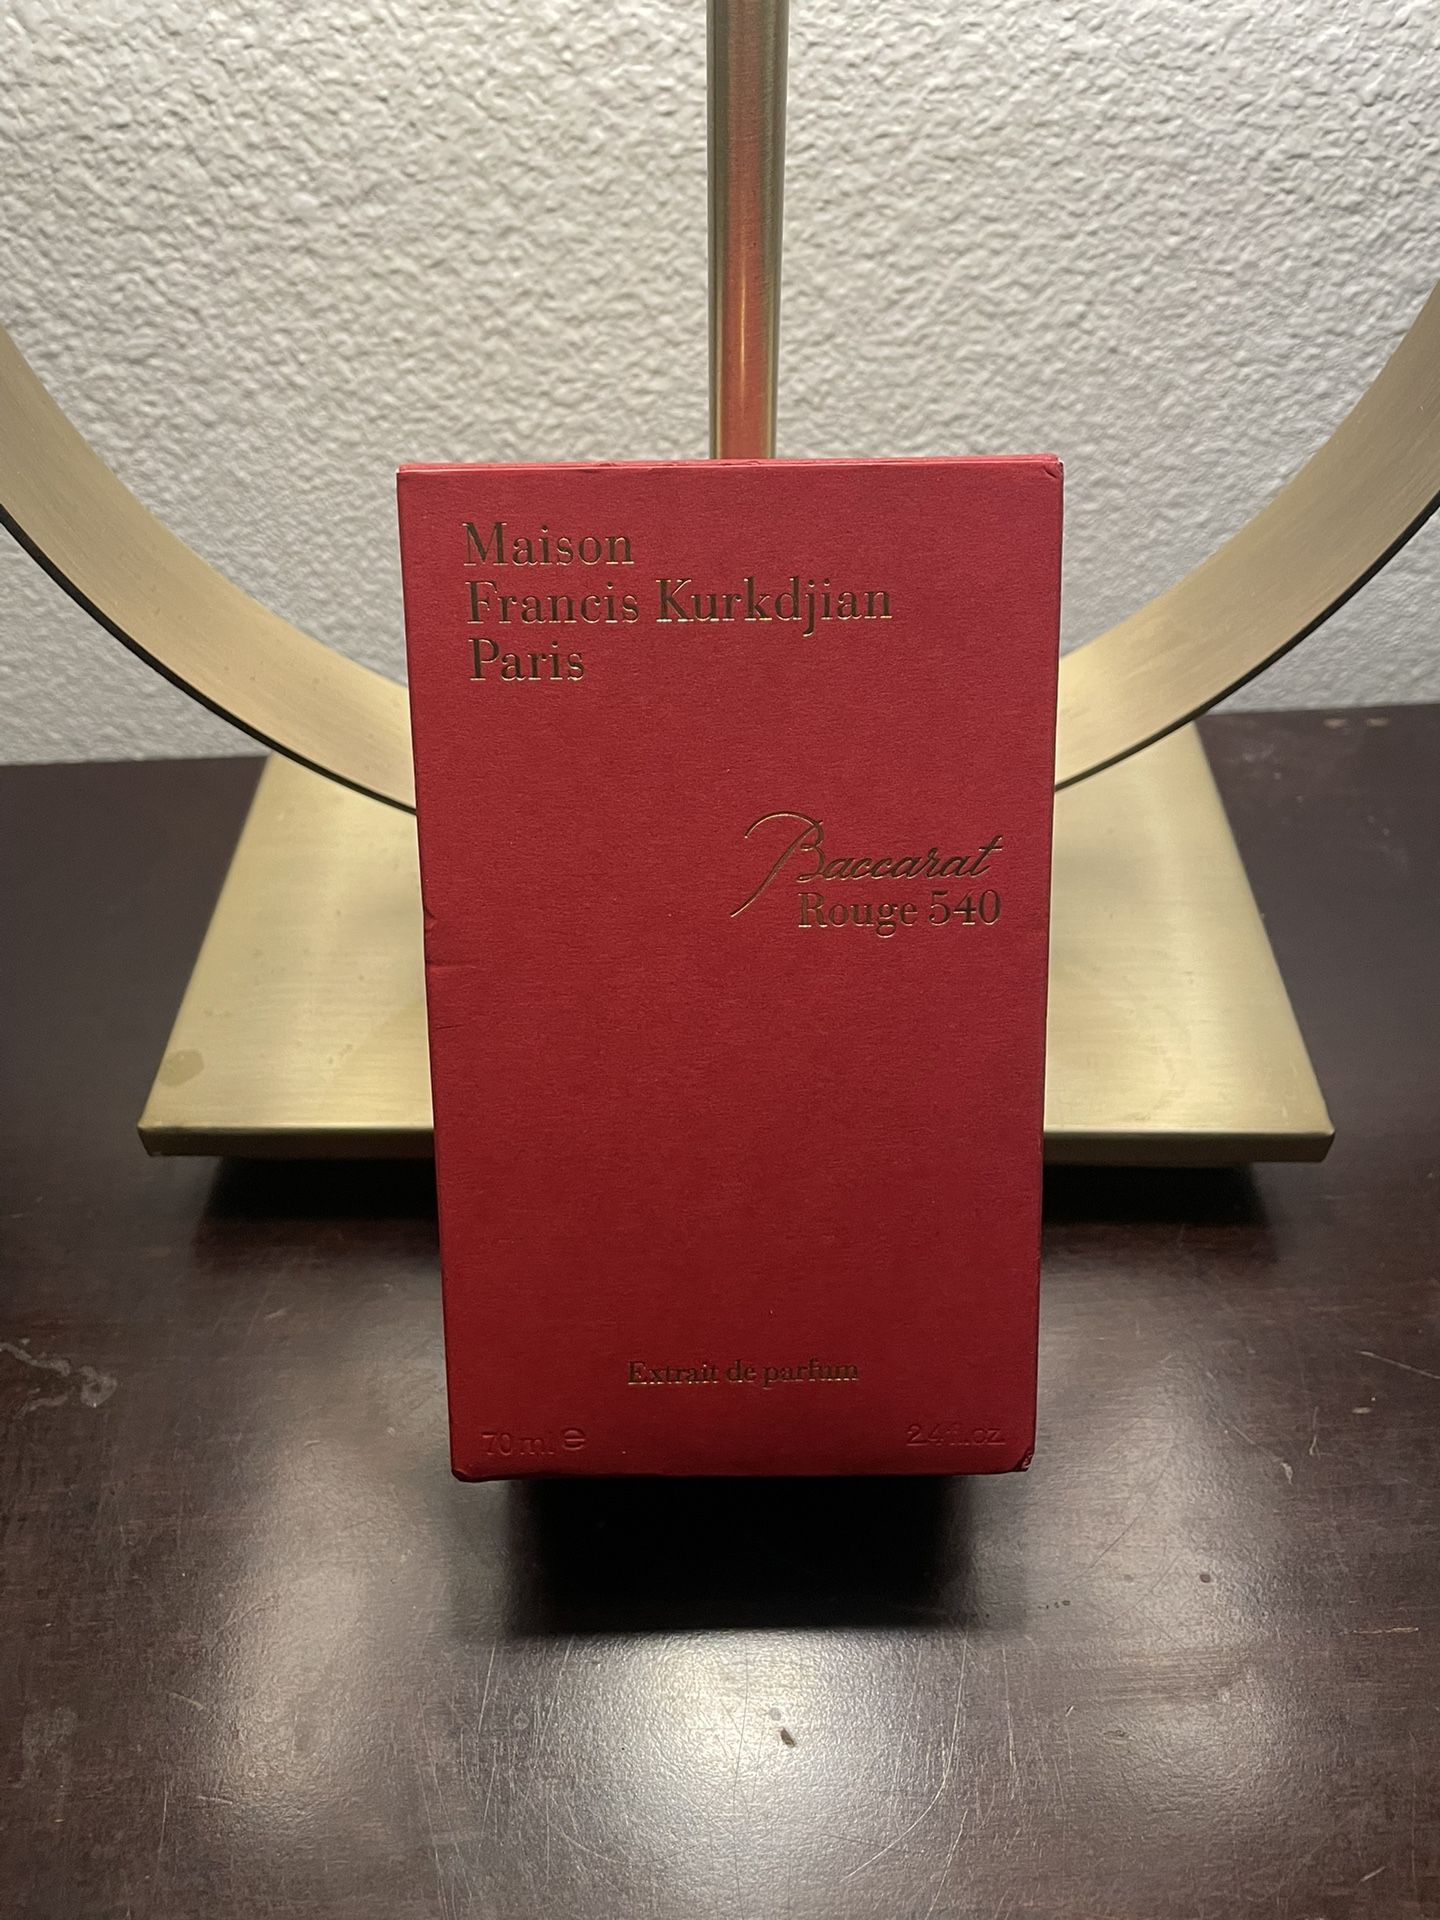 Maison
Francis Kurkdjian
Paris
Baccarat
Rouge 540
Extrait de parfum
70 ml ℮ 2.4 fl.oz